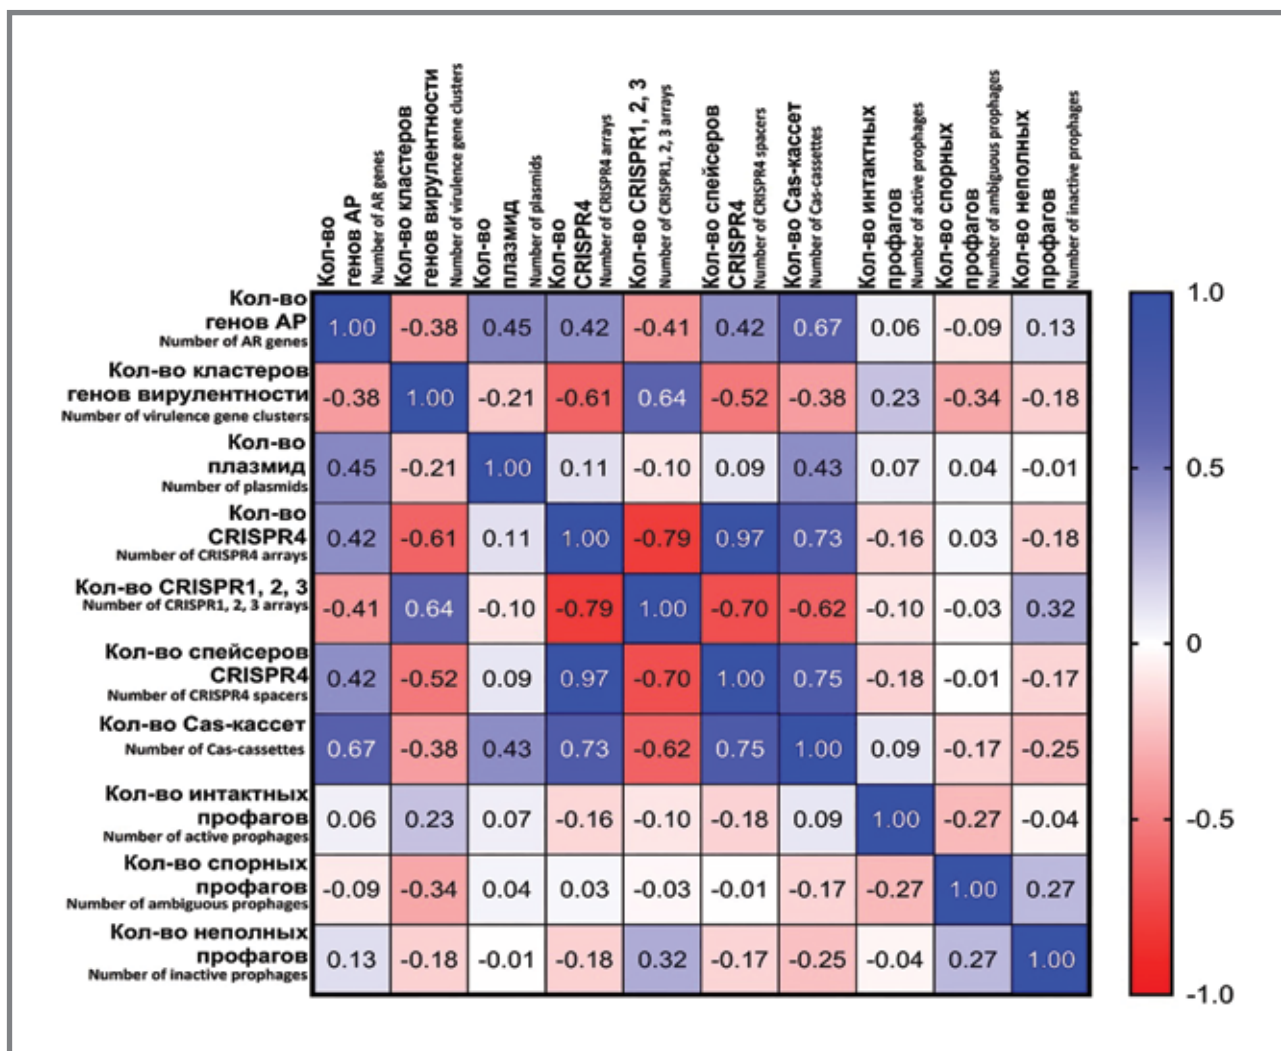 Кол-во
генов АР
Number of AR genes
Кол-во кластеров
генов вирулентности
Number of virulence gene clusters
Кол-во
плазмид
Number of plasmids
Кол-во
CRISPR4
Number of CRISPR4 arrays
Кол-во CRISPR1, 2, 3
Number of CRISPR1, 2, 3 arrays
Кол-во спейсеров
CRISPR4
Number of CRISPR4 spacers
Кол-во Cas-кассет
Number of Cas-cassettes
Кол-во интактных
профагов
Number of active prophages
Кол-во спорных
профагов
Number of ambiguous prophages
Кол-во неполных
профагов
Number of inactive prophages
Кол-во
генов АР
Number of AR genes
1.00 -0.38 0.45 0.42 -0.41 0.42 0.67 0.06 -0.09 0.13
Кол-во кластеров
генов вирулентности
Number of virulence gene clusters
-0.38 1.00 -0.21 -0.61 0.64 -0.52 -0.38 0.23 -0.34 -0.18
Кол-во
плазмид
Number of plasmids
0.45 -0.21 1.00 0.11 -0.10 0.09 0.43 0.07 0.04 -0.01
Кол-во
CRISPR4
Number of CRISPR4 arrays
0.42 -0.61 0.11 1.00 -0.79 0.97 0.73 -0.16 0.03 -0.18
Кол-во CRISPR1, 2, 3
Number of CRISPR1, 2, 3 arrays
-0.41 0.64 -0.10 -0.79 1.00 -0.70 -0.62 -0.10 -0.03 0.32
Кол-во спейсеров
CRISPR4
Number of CRISPR4 spacers
0.42 -0.52 0.09 0.97 -0.70 1.00 0.75 -0.18 -0.01 -0.17
Кол-во Cas-кассет
Number of Cas-cassettes
0.67 -0.38 0.43 0.73 -0.62 0.75 1.00 0.09 -0.17 -0.25
Кол-во интактных
профагов
Number of active prophages
0.06 0.23 0.07 -0.16 -0.10 -0.18 0.09 1.00 -0.27 -0.04
Кол-во спорных
профагов
Number of ambiguous prophages
-0.09 -0.34 0.04 0.03 -0.03 -0.01 -0.17 -0.27 1.00 0.27
Кол-во неполных
профагов
Number of inactive prophages
0.13 -0.18 -0.01 -0.18 0.32 -0.17 -0.25 -0.04 0.27 1.00
1.0
0.5
0
-0.5
-1.0